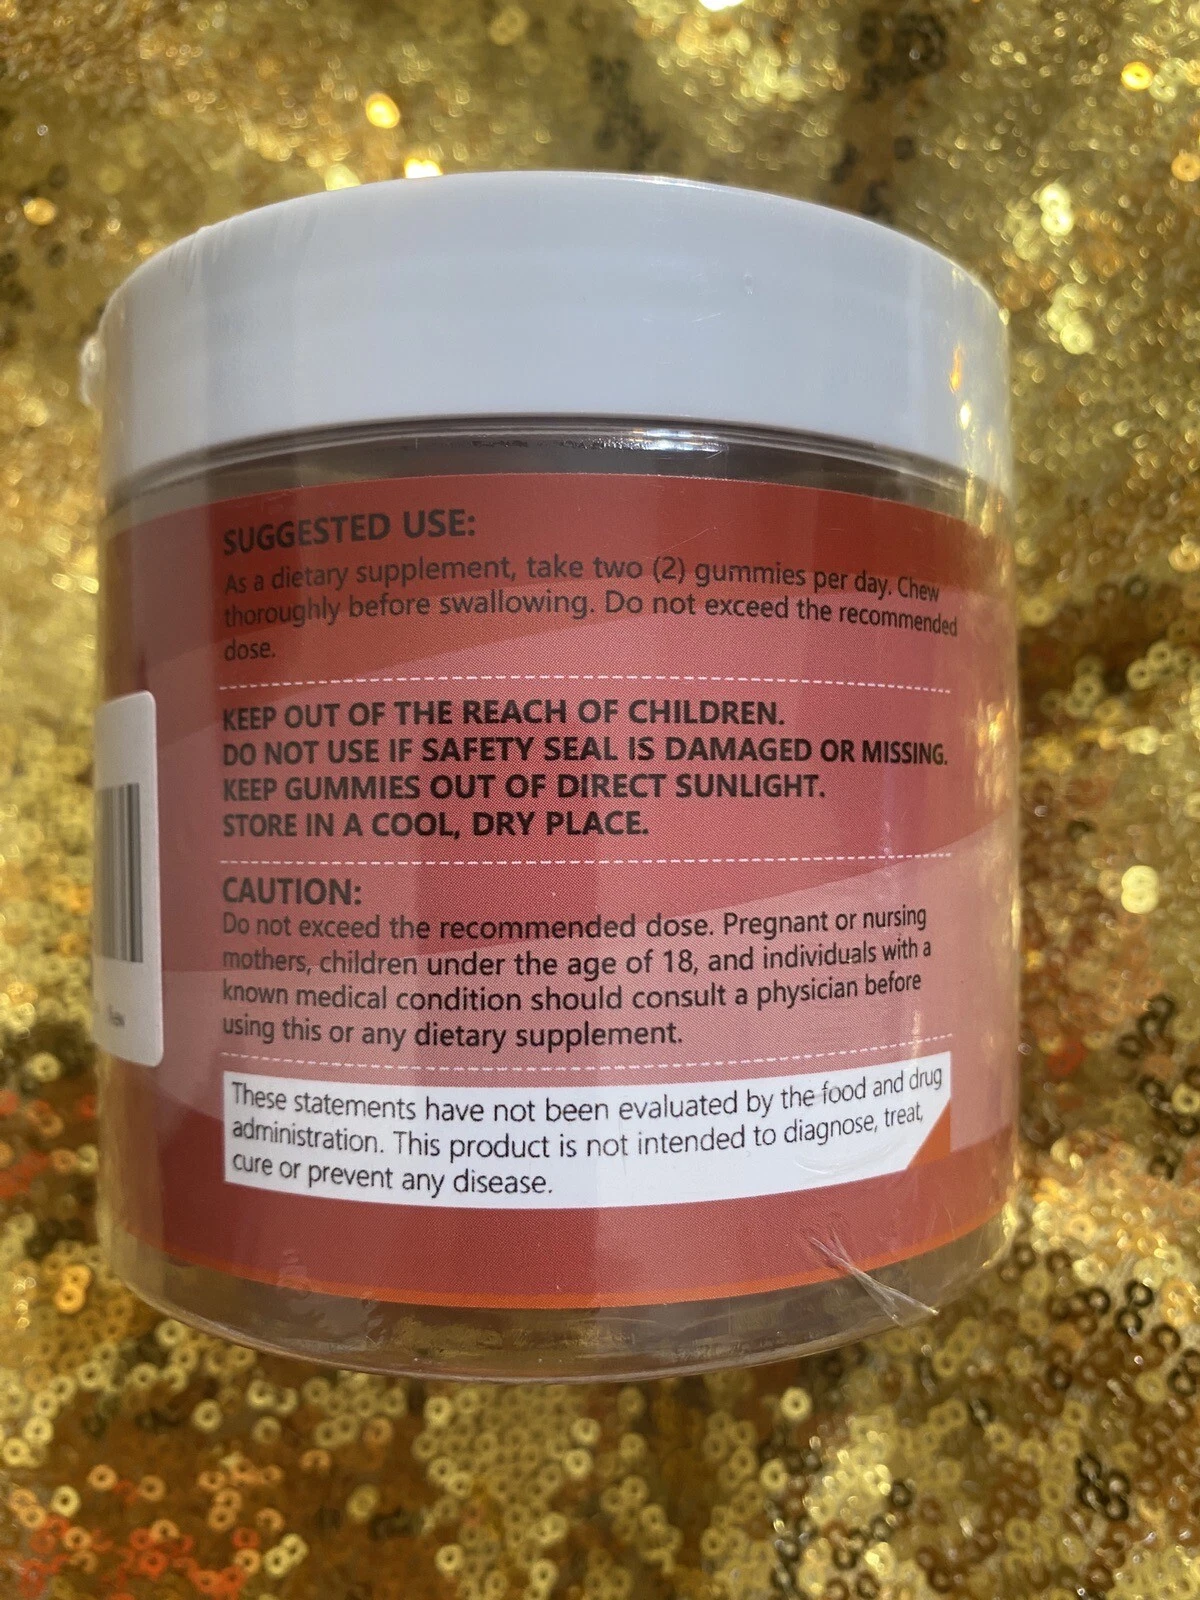 SUGGESTED USE:
As a dietary supplement, take two (2) gummies per day. Chew
thoroughly before swallowing. Do not exceed the recommended
dose.
KEEP OUT OF THE REACH OF CHILDREN.
DO NOT USE IF SAFETY SEAL IS DAMAGED OR MISSING.
KEEP GUMMIES OUT OF DIRECT SUNLIGHT.
STORE IN A COOL, DRY PLACE.
CAUTION:
Do not exceed the recommended dose. Pregnant or nursing
mothers, children under the age of 18, and individuals with a
known medical condition should consult a physician before
using this or any dietary supplement.
These statements have not been evaluated by the food and drug
administration. This product is not intended to diagnose, treat,
cure or prevent any disease.